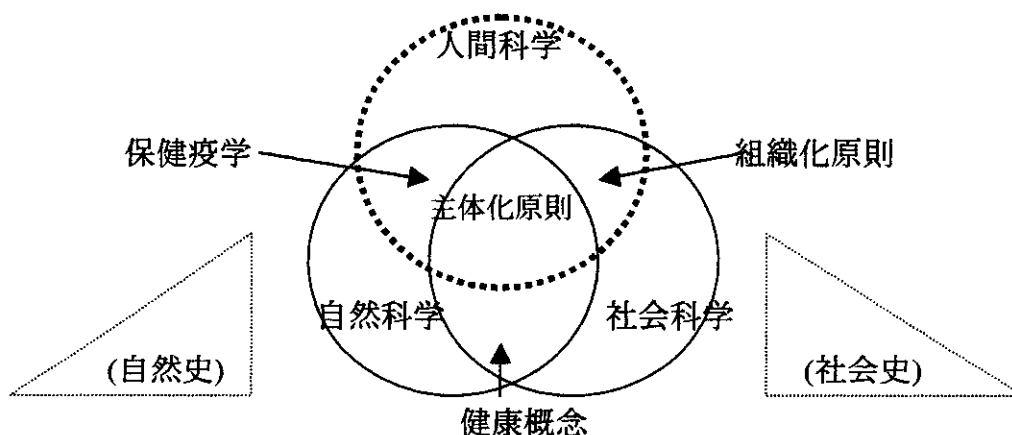 人間科学
保健疫学
組織化原則
主体化原則
自然科学
社会科学
(自然史)
(社会史)
健康概念